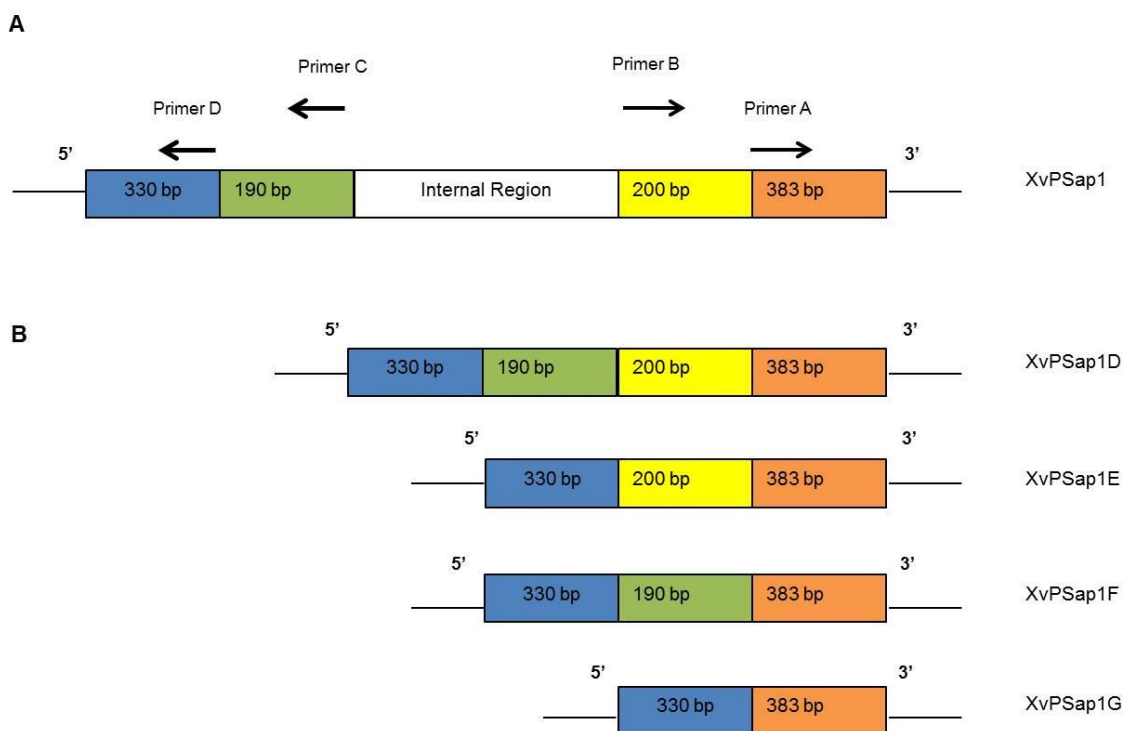 A
Primer C
Primer B
Primer D
Primer A
5’
3’
330 bp
190 bp
Internal Region
200 bp
383 bp
XvPSap1
B
5’
3’
330 bp
190 bp
200 bp
383 bp
XvPSap1D
5’
3’
330 bp
200 bp
383 bp
XvPSap1E
5’
3’
330 bp
190 bp
383 bp
XvPSap1F
5’
3’
330 bp
383 bp
XvPSap1G